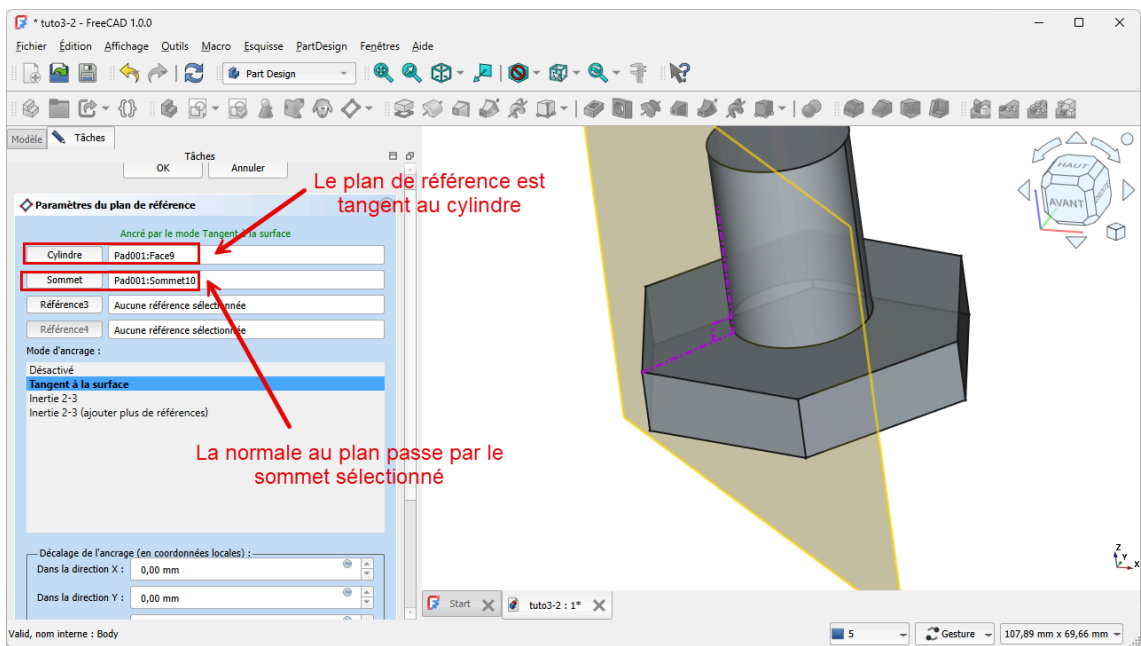 * tuto3-2 - FreeCAD 1.0.0
Fichier Édition Affichage Outils Macro Esquisse PartDesign Fenêtres Aide
Part Design
Modèle Tâches
Tâches
OK Annuler
Le plan de référence est
tangent au cylindre
Paramètres du plan de référence
Ancré par le mode Tangent à la surface
Cylindre Pad001:Face9
Sommet Pad001:Sommet10
Référence3 Aucune référence sélectionnée
Référence4 Aucune référence sélectionnée
Mode d'ancrage :
Désactivé
Tangent à la surface
Inertie 2-3
Inertie 2-3 (ajouter plus de références)
La normale au plan passe par le
sommet sélectionné
Décalage de l'ancrage (en coordonnées locales) :
Dans la direction X : 0,00 mm
Dans la direction Y : 0,00 mm
HAUT
AVANT
Z
Y
X
Start tuto3-2 : 1*
Valid, nom interne : Body
5 Gesture 107,89 mm x 69,66 mm